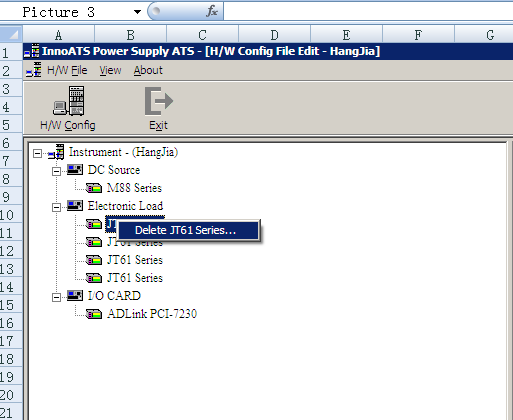 Picture 3
fx
A B C D E F G
1 InnoATS Power Supply ATS - [H/W Config File Edit - HangJia]
2 H/W File View About
3
4
5 H/W Config Exit
6
7 Instrument - (HangJia)
8 DC Source
9 M88 Series
10 Electronic Load
11 Delete JT61 Series...
12 JT61 Series
13 JT61 Series
14 JT61 Series
15 I/O CARD
16 ADLink PCI-7230
17
18
19
20
21